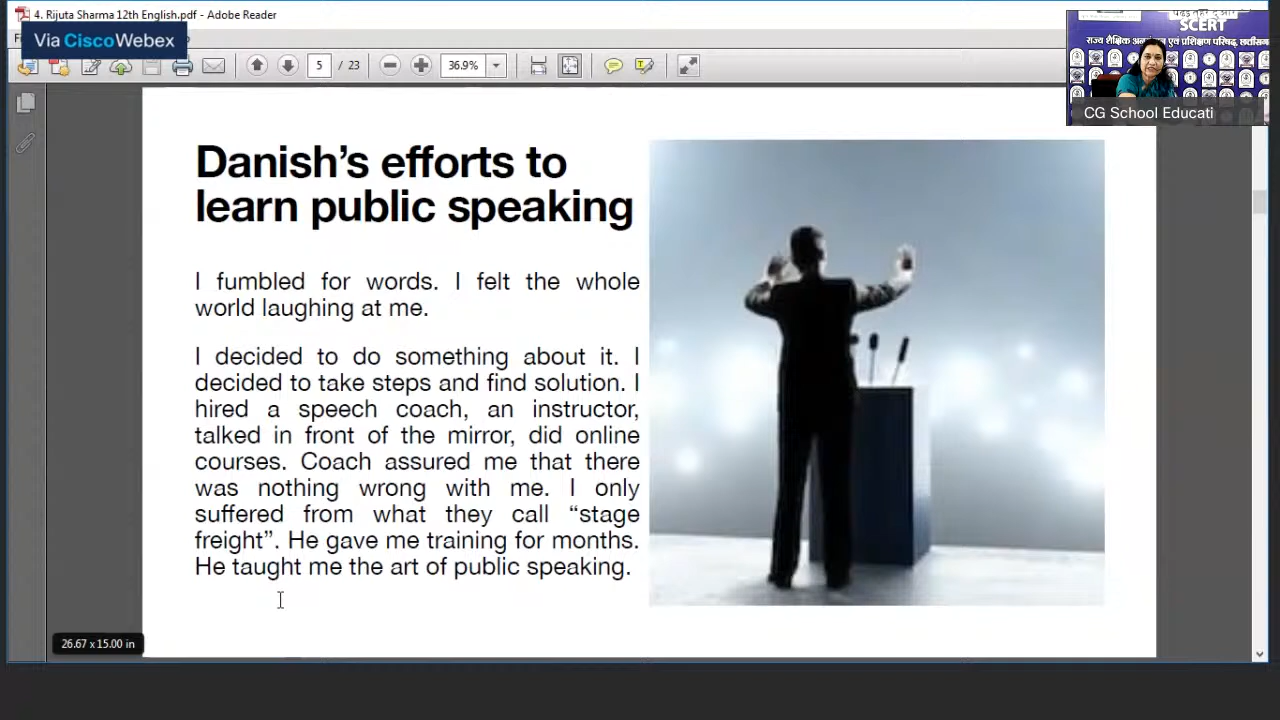 4. Rijuta Sharma 12th English.pdf - Adobe Reader
Via CiscoWebex
5 / 23
36.9%
SCERT
CG School Educati
Danish's efforts to
learn public speaking
I fumbled for words. I felt the whole
world laughing at me.
I decided to do something about it. I
decided to take steps and find solution. I
hired a speech coach, an instructor,
talked in front of the mirror, did online
courses. Coach assured me that there
was nothing wrong with me. I only
suffered from what they call “stage
freight”. He gave me training for months.
He taught me the art of public speaking.
26.67 x 15.00 in